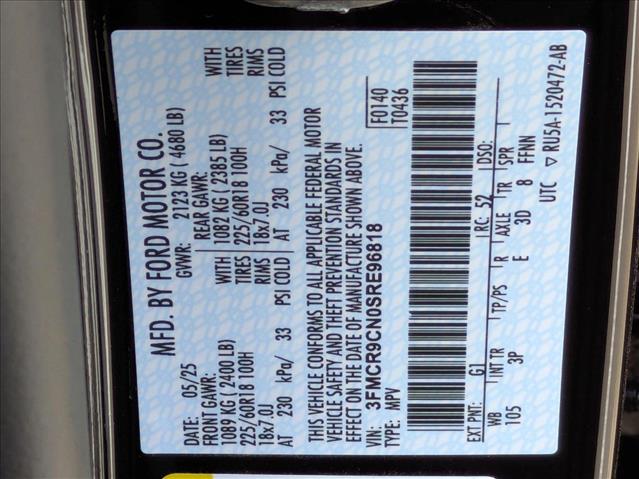 MFD. BY FORD MOTOR CO.
DATE: 05/25 GVWR: 2123 KG ( 4680 LB)
FRONT GAWR: REAR GAWR: WITH
1089 KG ( 2400 LB) 1082 KG ( 2385 LB) TIRES
225/60R18 100H 225/60R18 100H RIMS
18x7.0J WITH TIRES RIMS 18x7.0J
AT 230 kPa/ 33 PSI COLD AT 230 kPa/ 33 PSI COLD
THIS VEHICLE CONFORMS TO ALL APPLICABLE FEDERAL MOTOR
VEHICLE SAFETY AND THEFT PREVENTION STANDARDS IN
EFFECT ON THE DATE OF MANUFACTURE SHOWN ABOVE.
VIN: 3FMCR9CN0SRE96818 F0140
TYPE: MPV T0436
EXT PNT: G1 RC: 52 DSO:
WB INT TR TP/PS R AXLE TR SPR
105 3P E 3D 8 FFNN
UTC ▽ RU5A-1520472-AB